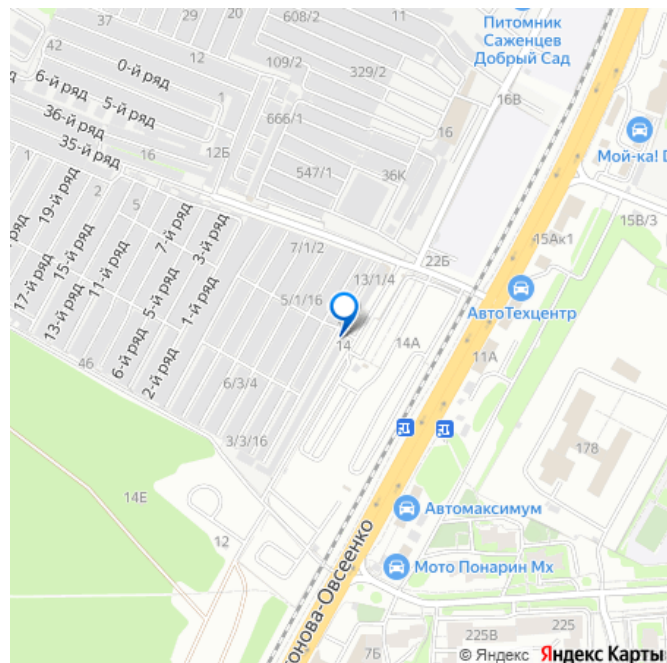 37
608/2
11
Питомник
Саженцев
Добрый Сад
42
12
20
29
0-й ряд
109/2
329/2
6-й ряд
5-й ряд
1
16В
36-й ряд
666/1
16
Мой-ка! D
35-й ряд
16
12Б
1
2
547/1
36К
19-й ряд
5
7-й ряд
15В/3
15-й ряд
3-й ряд
7/1/2
45Ак1
й ряд
11-й ряд
22Б
17-й ряд
5-й ряд
13/1/4
13-й ряд
1-й ряд
5/1/16
АвтоТехцентр
6-й ряд
14
14А
46
2-й ряд
11А
6/3/4
3/3/16
178
14Е
Автомаксимум
12
онова-Овсеенко
Мото Понарин Мх
7Б
225В
225
© Яндекс Яндекс Карты